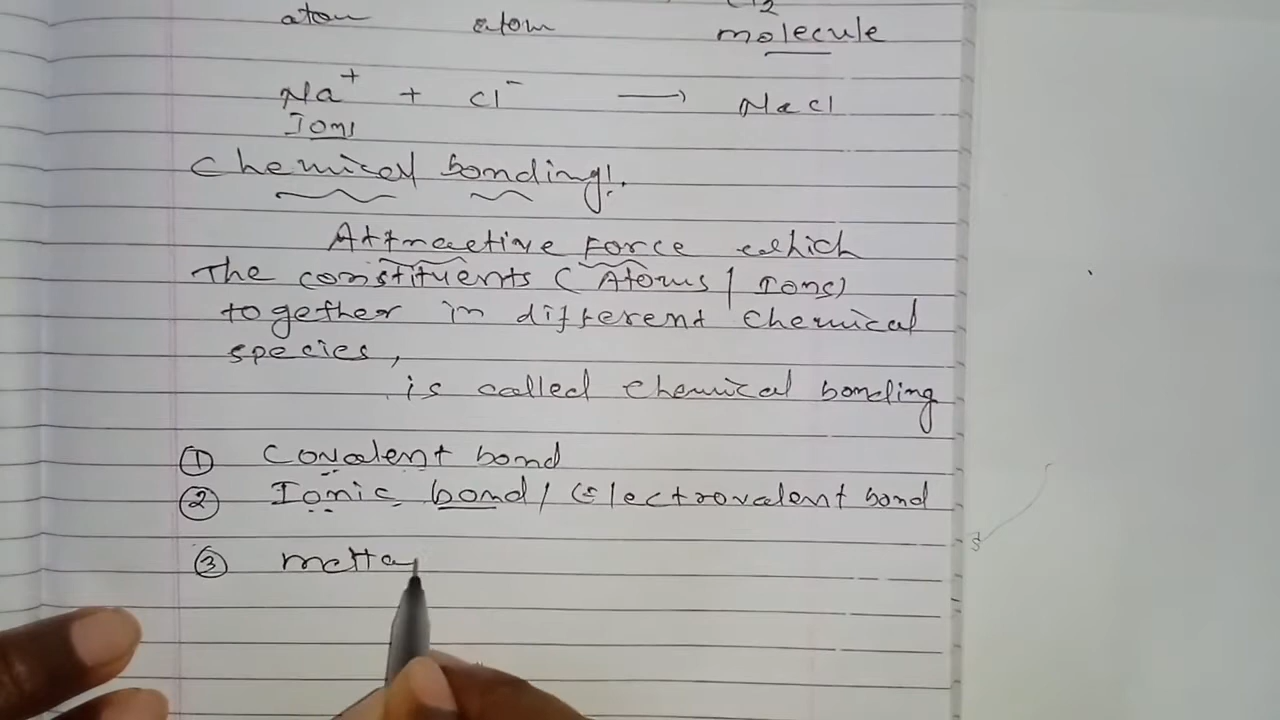 atom atom molecule
Na+ + Cl- → NaCl
Ions
Chemical bonding!.
Attractive Force which
The constituents (Atoms / Ions)
together in different chemical
species,
is called chemical bonding
① Covalent bond
② Ionic bond / (Electrovalent bond
③ metta